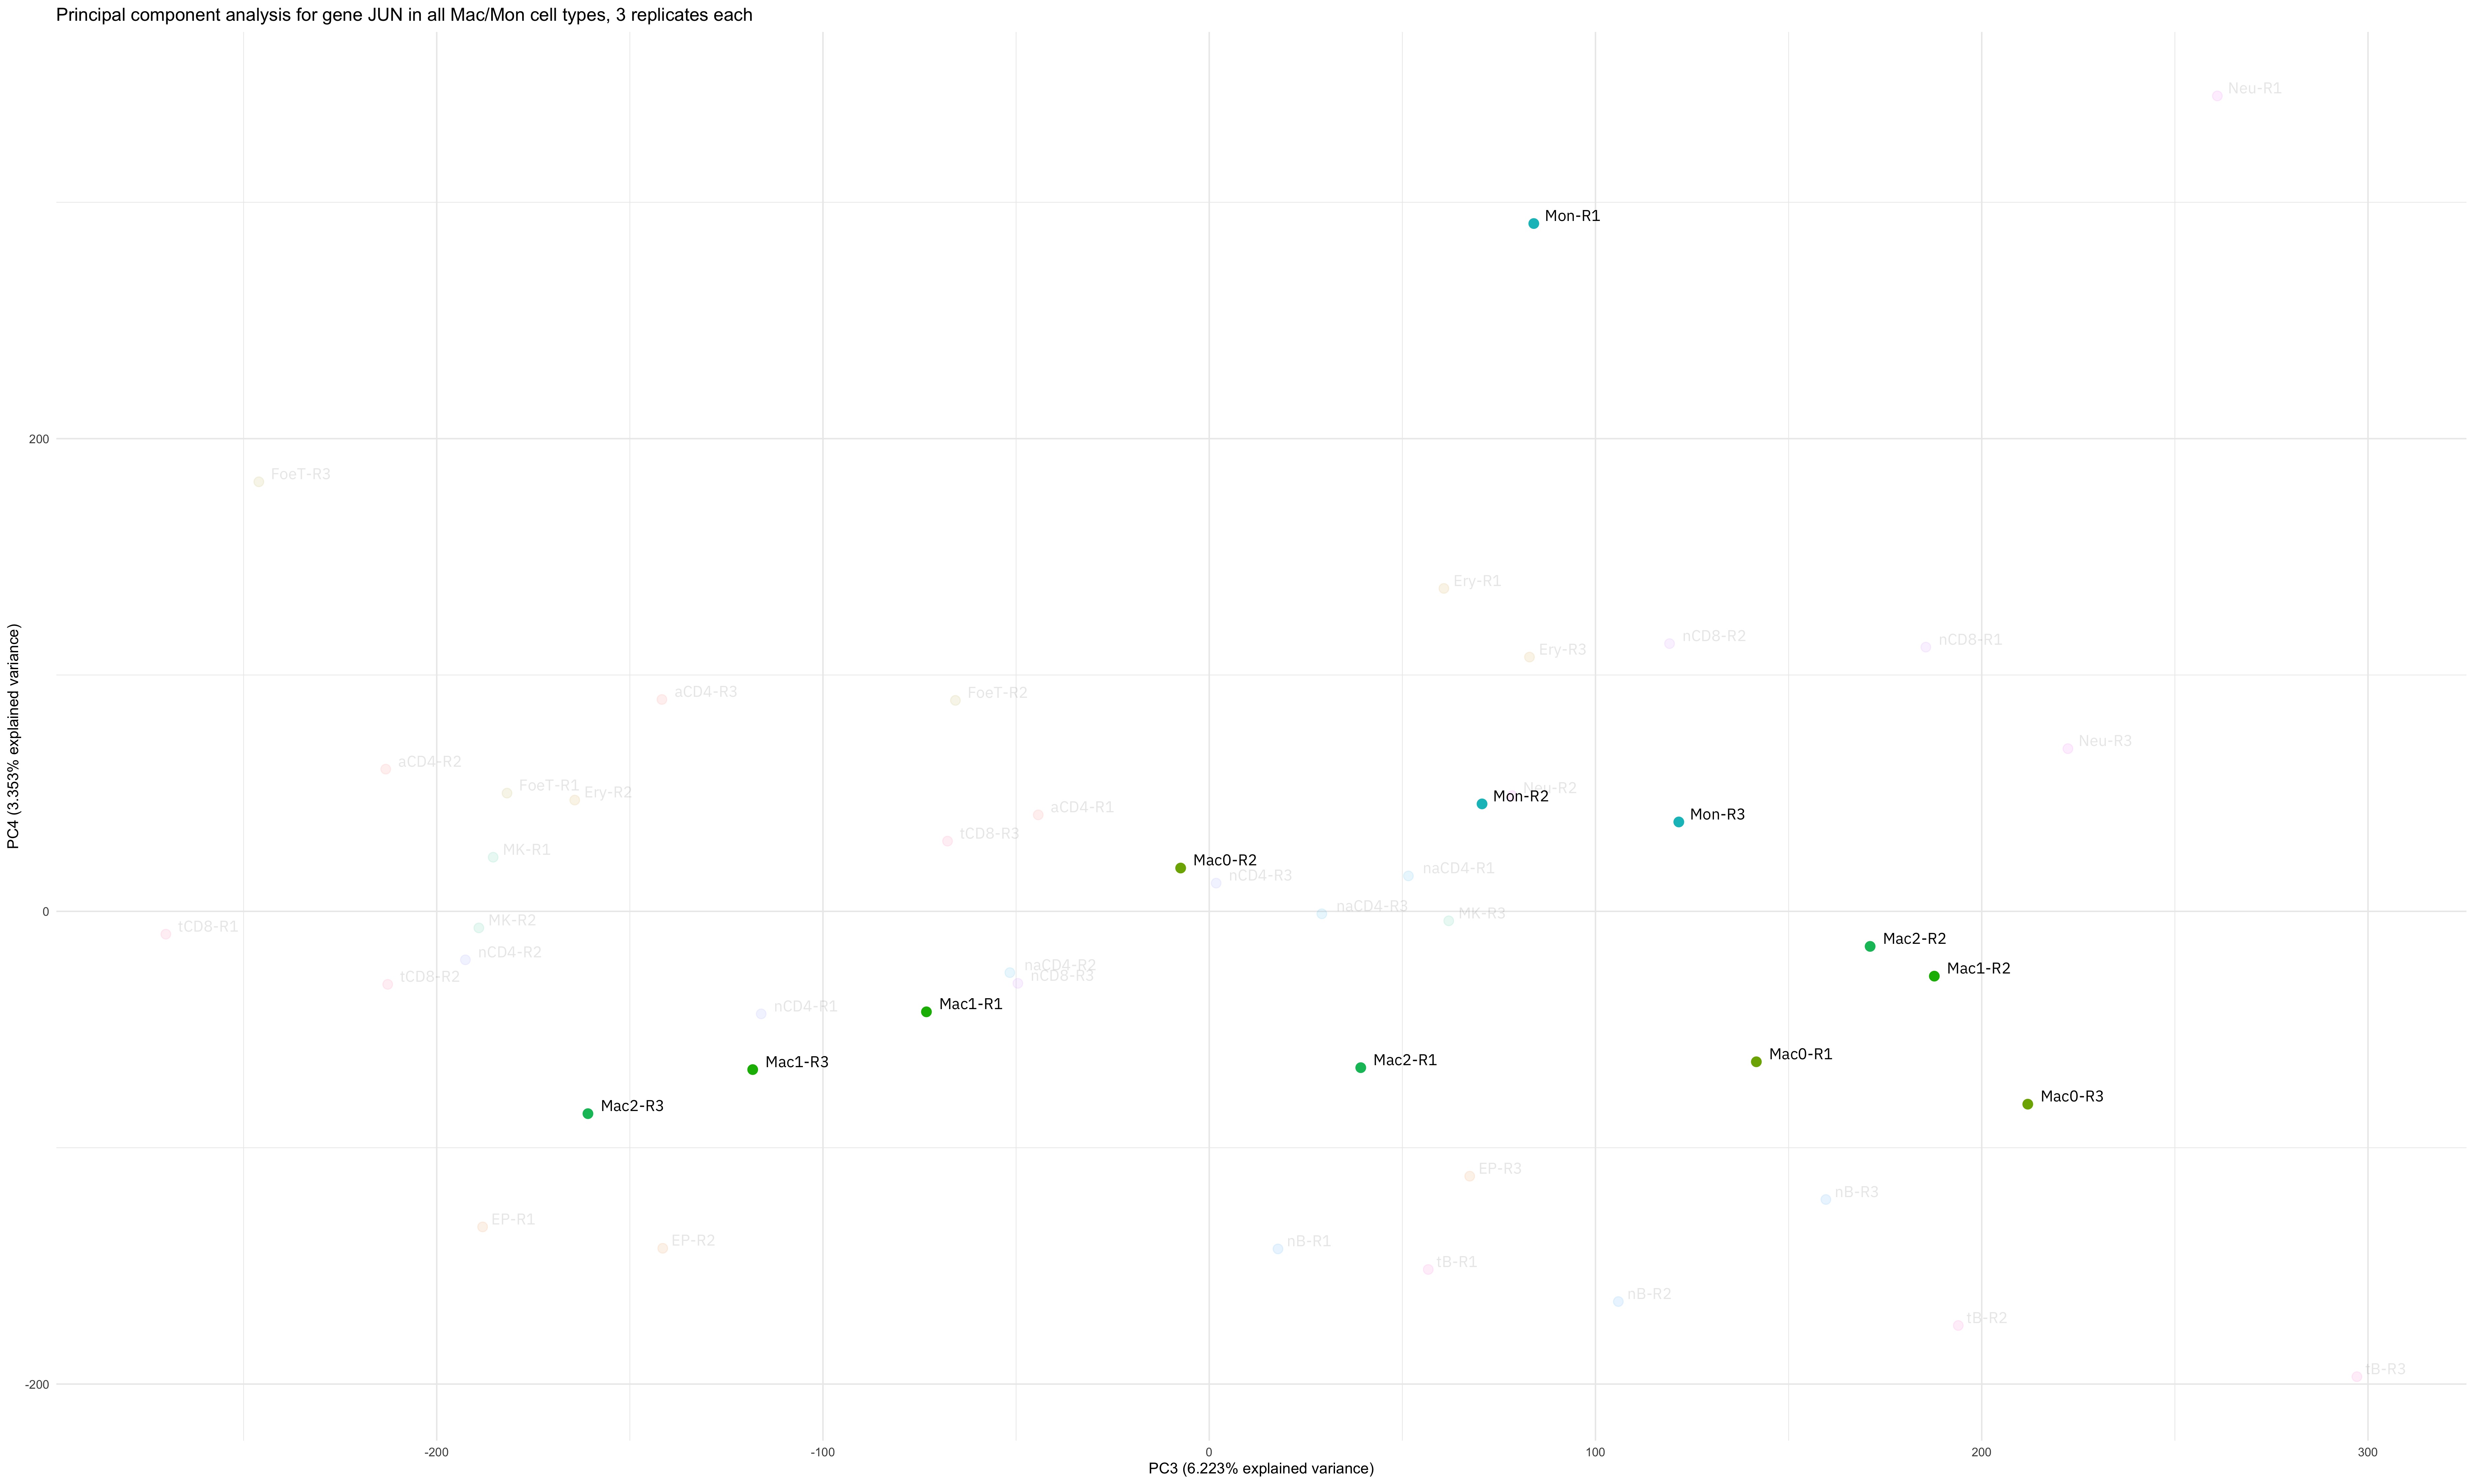 Principal component analysis for gene JUN in all Mac/Mon cell types, 3 replicates each
Neu-R1
Mon-R1
200
FoeT-R3
Ery-R1
nCD8-R2
nCD8-R1
Ery-R3
aCD4-R3
FoeT-R2
Neu-R3
aCD4-R2
FoeT-R1
Ery-R2
Neu-R2
Mon-R2
aCD4-R1
Mon-R3
tCD8-R3
MK-R1
Mac0-R2
naCD4-R1
nCD4-R3
naCD4-R3
MK-R3
0
tCD8-R1
MK-R2
Mac2-R2
nCD4-R2
naCD4-R2
Mac1-R2
tCD8-R2
nCD8-R3
Mac1-R1
nCD4-R1
Mac0-R1
Mac1-R3
Mac2-R1
Mac0-R3
Mac2-R3
EP-R3
nB-R3
EP-R1
EP-R2
nB-R1
tB-R1
nB-R2
tB-R2
tB-R3
-200
PC4 (3.353% explained variance)
-200
-100
0
100
200
300
PC3 (6.223% explained variance)